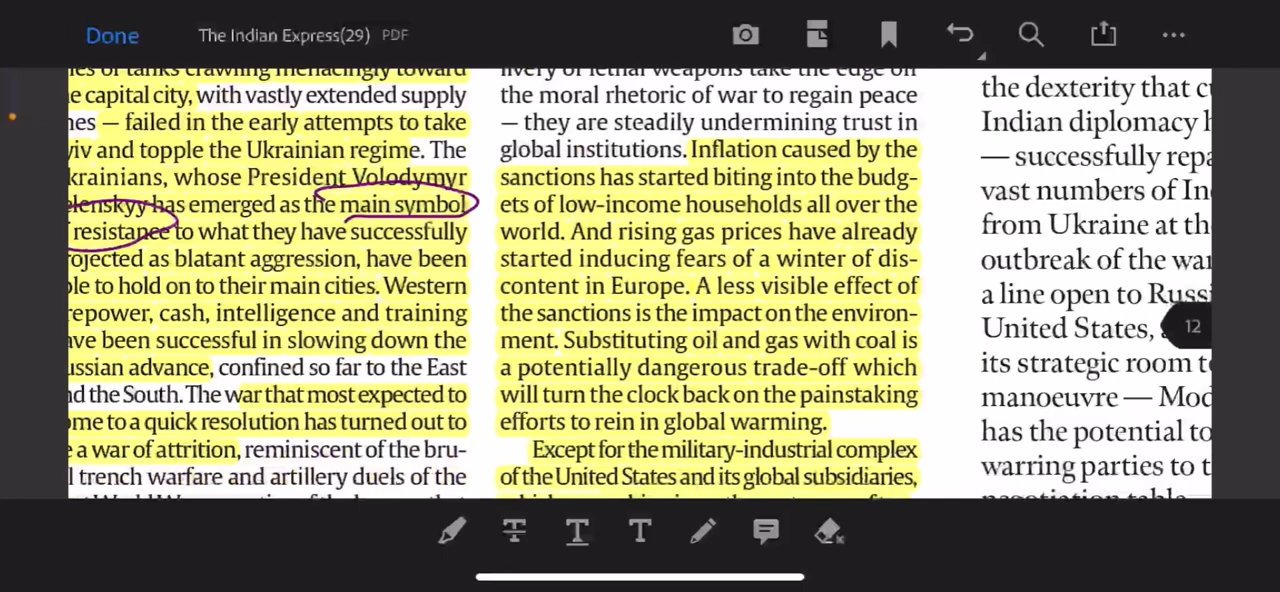 Done
The Indian Express(29) PDF
the capital city, with vastly extended supply
— failed in the early attempts to take
and topple the Ukrainian regime. The
whose President Volodymyr
has emerged as the main symbol
resistance to what they have successfully
as blatant aggression, have been
to hold on to their main cities. Western
cash, intelligence and training
been successful in slowing down the
advance, confined so far to the East
the South. The war that most expected to
to a quick resolution has turned out to
a war of attrition, reminiscent of the bru-
trench warfare and artillery duels of the
livery of lethal weapons take the edge off
the moral rhetoric of war to regain peace
— they are steadily undermining trust in
global institutions. Inflation caused by the
sanctions has started biting into the budg-
ets of low-income households all over the
world. And rising gas prices have already
started inducing fears of a winter of dis-
content in Europe. A less visible effect of
the sanctions is the impact on the environ-
ment. Substituting oil and gas with coal is
a potentially dangerous trade-off which
will turn the clock back on the painstaking
efforts to rein in global warming.
Except for the military-industrial complex
of the United States and its global subsidiaries,
the dexterity that
Indian diplomacy
— successfully
vast numbers of
from Ukraine at
outbreak of the
a line open to
United States,
its strategic room
manoeuvre —
has the potential to
warring parties to
12
T
T
T